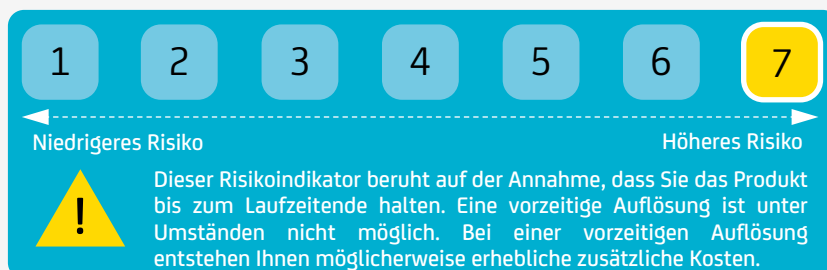 1 2 3 4 5 6 7
Niedrigeres Risiko Höheres Risiko
!
Dieser Risikoindikator beruht auf der Annahme, dass Sie das Produkt
bis zum Laufzeitende halten. Eine vorzeitige Auflösung ist unter
Umständen nicht möglich. Bei einer vorzeitigen Auflösung
entstehen Ihnen möglicherweise erhebliche zusätzliche Kosten.